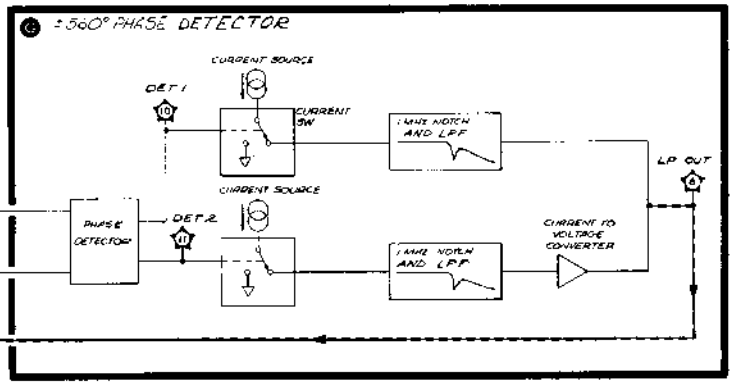 ±560° PHASE DETECTOR
CURRENT SOURCE
DET 1
10
CURRENT
SW
1 MHZ NOTCH
AND LPF
LP OUT
6
CURRENT SOURCE
PHASE
DETECTOR
DET 2
11
1 MHZ NOTCH
AND LPF
CURRENT TO
VOLTAGE
CONVERTER